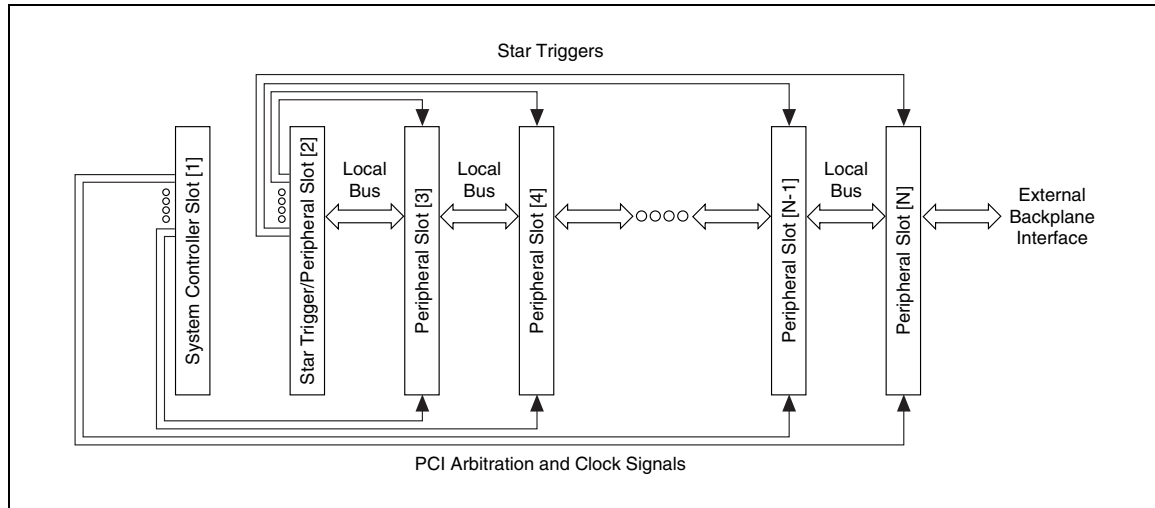 Star Triggers
System Controller Slot [1]
Star Trigger/Peripheral Slot [2]
Local
Bus
Peripheral Slot [3]
Local
Bus
Peripheral Slot [4]
Peripheral Slot [N-1]
Local
Bus
Peripheral Slot [N]
External
Backplane
Interface
PCI Arbitration and Clock Signals